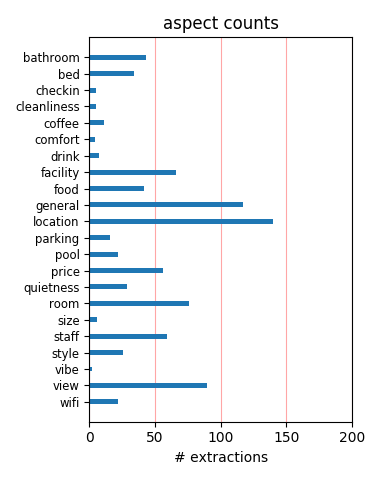 aspect counts
bathroom
bed
checkin
cleanliness
coffee
comfort
drink
facility
food
general
location
parking
pool
price
quietness
room
size
staff
style
vibe
view
wifi
0 50 100 150 200
# extractions